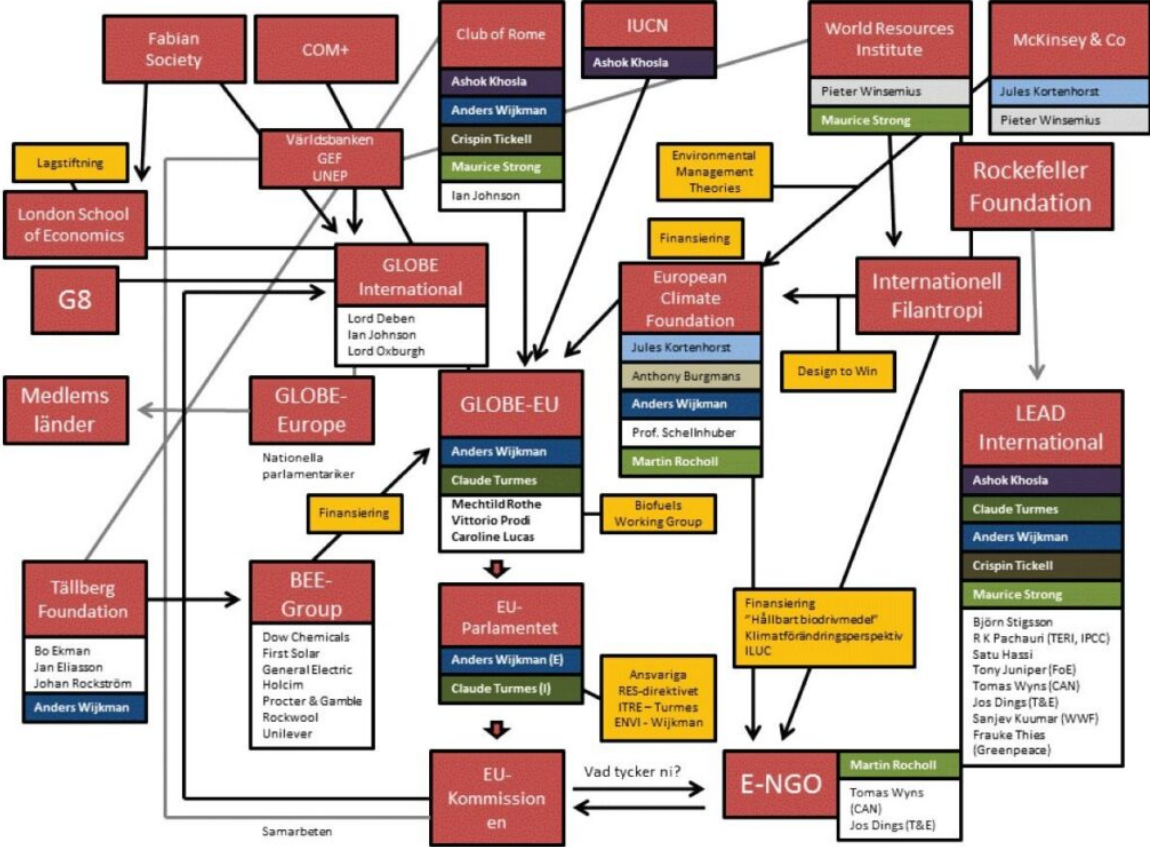 Fabian
Society
COM+
Club of Rome
Ashok Khosla
Anders Wijkman
Crispin Tickell
Maurice Strong
Ian Johnson
IUCN
Ashok Khosla
World Resources
Institute
Pieter Winsemius
Maurice Strong
McKinsey & Co
Jules Kortenhorst
Pieter Winsemius
Lagstiftning
Världsbanken
GEF
UNEP
Environmental
Management
Theories
Rockefeller
Foundation
London School
of Economics
Finansiering
G8
GLOBE
International
Lord Deben
Ian Johnson
Lord Oxburgh
European
Climate
Foundation
Jules Kortenhorst
Anthony Burgmans
Anders Wijkman
Prof. Schellnhuber
Martin Rocholl
Internationell
Filantropi
Design to Win
Medlems
länder
GLOBE-
Europe
Nationella
parlamentariker
GLOBE-EU
Anders Wijkman
Claude Turmes
Mechtild Rothe
Vittorio Prodi
Caroline Lucas
LEAD
International
Ashok Khosla
Claude Turmes
Anders Wijkman
Crispin Tickell
Maurice Strong
Björn Stigsson
R K Pachauri (TERI, IPCC)
Satu Hassi
Tony Juniper (FoE)
Tomas Wyns (CAN)
Jos Dings (T&E)
Sanjev Kuumar (WWF)
Frauke Thies
(Greenpeace)
Finansiering
Biofuels
Working Group
Tällberg
Foundation
Bo Ekman
Jan Eliasson
Johan Rockström
Anders Wijkman
BEE-
Group
Dow Chemicals
First Solar
General Electric
Holcim
Procter & Gamble
Rockwool
Unilever
EU-
Parlamentet
Anders Wijkman (E)
Claude Turmes (I)
Finansiering
"Hållbart biodrivmedel"
Klimatförändringsperspektiv
ILUC
Ansvariga
RES-direktivet
ITRE – Turmes
ENVI - Wijkman
EU-
Kommission
en
Vad tycker ni?
E-NGO
Martin Rocholl
Tomas Wyns
(CAN)
Jos Dings (T&E)
Samarbeten